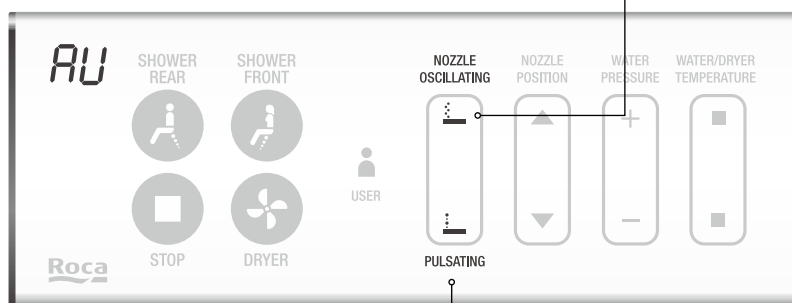 AU
SHOWER
REAR
SHOWER
FRONT
NOZZLE
OSCILLATING
NOZZLE
POSITION
WATER
PRESSURE
WATER/DRYER
TEMPERATURE
USER
STOP
DRYER
PULSATING
Roca